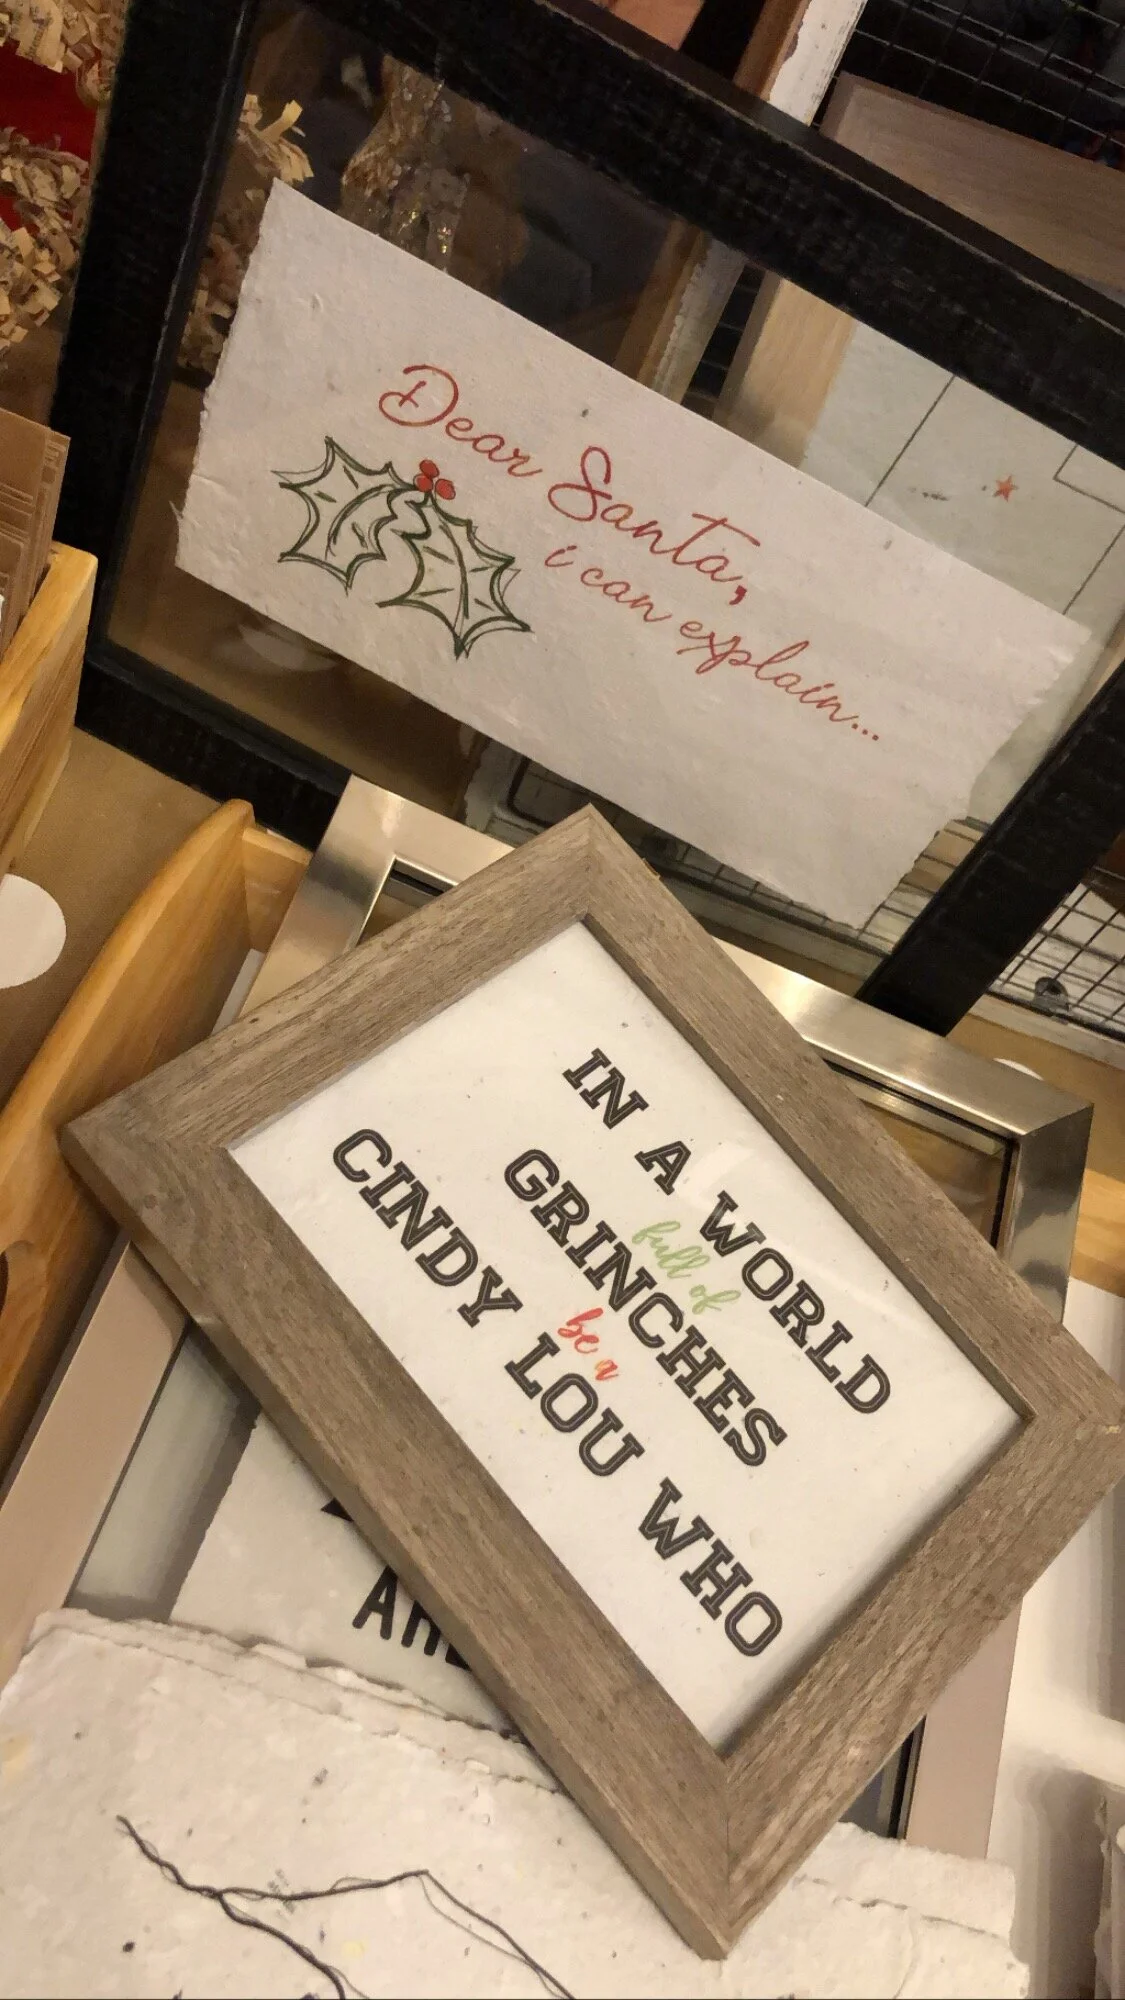 Dear Santa,
i can explain...
IN A WORLD
full of
GRINCHES
be a
CINDY LOU WHO